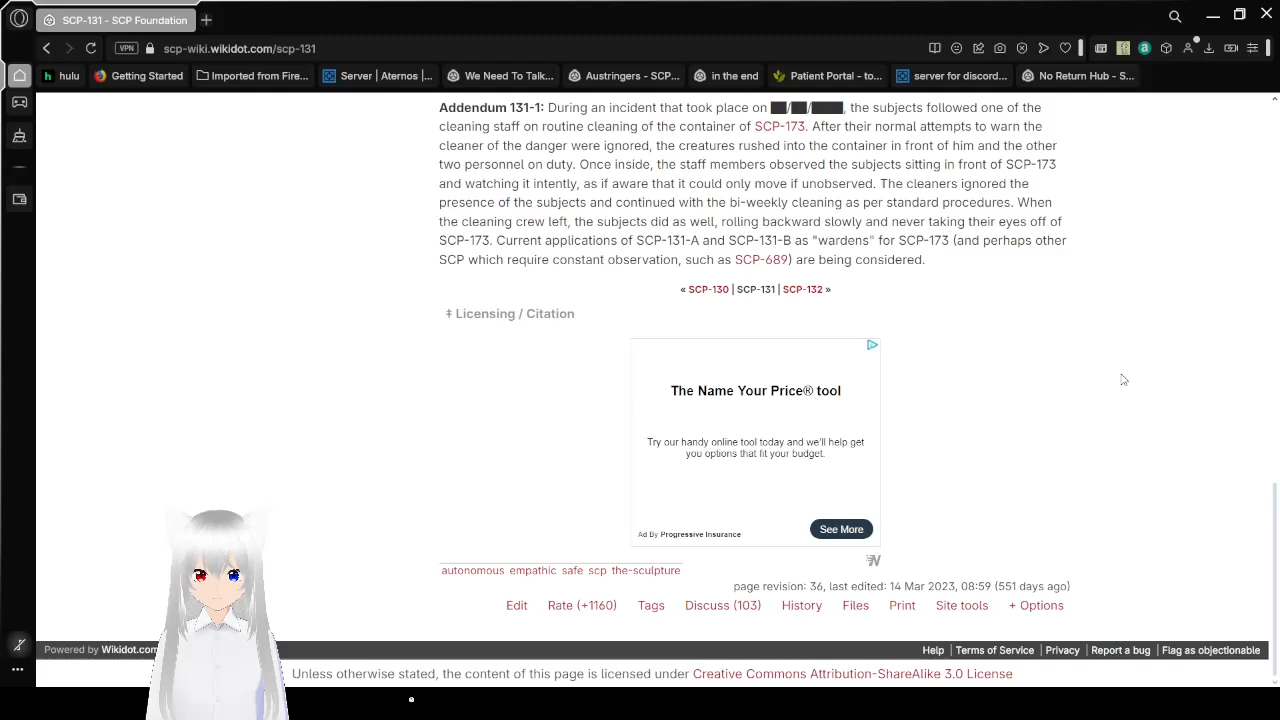 SCP-131 - SCP Foundation
VPN scp-wiki.wikidot.com/scp-131
hulu Getting Started Imported from Fire... Server | Aternos |... We Need To Talk... Austringers - SCP... in the end Patient Portal - to... server for discord... No Return Hub - S...
Addendum 131-1: During an incident that took place on ██/██/████, the subjects followed one of the
cleaning staff on routine cleaning of the container of SCP-173. After their normal attempts to warn the
cleaner of the danger were ignored, the creatures rushed into the container in front of him and the other
two personnel on duty. Once inside, the staff members observed the subjects sitting in front of SCP-173
and watching it intently, as if aware that it could only move if unobserved. The cleaners ignored the
presence of the subjects and continued with the bi-weekly cleaning as per standard procedures. When
the cleaning crew left, the subjects did as well, rolling backward slowly and never taking their eyes off of
SCP-173. Current applications of SCP-131-A and SCP-131-B as "wardens" for SCP-173 (and perhaps other
SCP which require constant observation, such as SCP-689) are being considered.
« SCP-130 | SCP-131 | SCP-132 »
‡ Licensing / Citation
The Name Your Price® tool
Try our handy online tool today and we'll help get
you options that fit your budget.
Ad By Progressive Insurance See More
autonomous empathic safe scp the-sculpture
page revision: 36, last edited: 14 Mar 2023, 08:59 (551 days ago)
Edit Rate (+1160) Tags Discuss (103) History Files Print Site tools + Options
Powered by Wikidot.com Help | Terms of Service | Privacy | Report a bug | Flag as objectionable
Unless otherwise stated, the content of this page is licensed under Creative Commons Attribution-ShareAlike 3.0 License